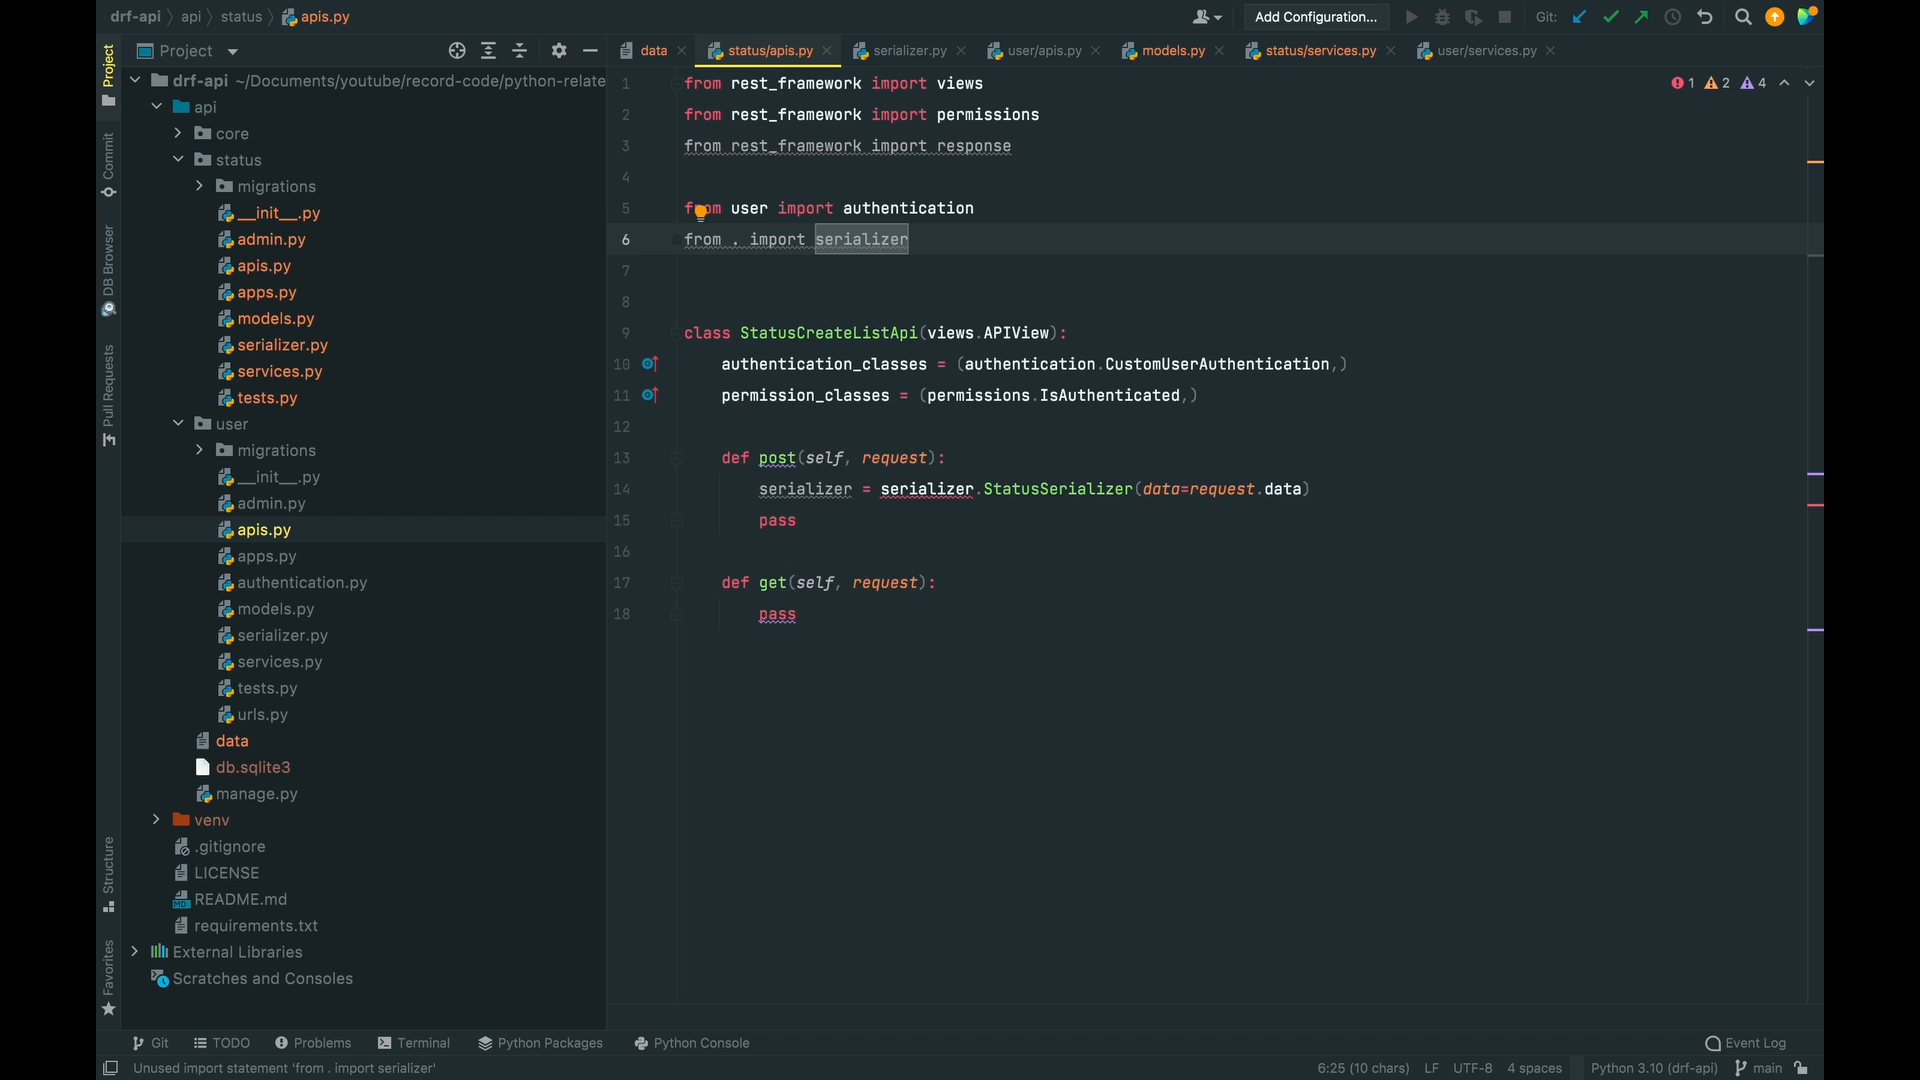 drf-api
api
status
apis.py
Add Configuration...
Git:
Project
data
status/apis.py
serializer.py
user/apis.py
models.py
status/services.py
user/services.py
Project
Commit
DB Browser
Pull Requests
Structure
Favorites
drf-api ~/Documents/youtube/record-code/python-relate
api
core
status
migrations
__init__.py
admin.py
apis.py
apps.py
models.py
serializer.py
services.py
tests.py
user
migrations
__init__.py
admin.py
apis.py
apps.py
authentication.py
models.py
serializer.py
services.py
tests.py
urls.py
data
db.sqlite3
manage.py
venv
.gitignore
LICENSE
README.md
requirements.txt
External Libraries
Scratches and Consoles
1 from rest_framework import views
2 from rest_framework import permissions
3 from rest_framework import response
4
5 from user import authentication
6 from . import serializer
7
8
9 class StatusCreateListApi(views.APIView):
10 authentication_classes = (authentication.CustomUserAuthentication,)
11 permission_classes = (permissions.IsAuthenticated,)
12
13 def post(self, request):
14 serializer = serializer.StatusSerializer(data=request.data)
15 pass
16
17 def get(self, request):
18 pass
1 2 4
Git
TODO
Problems
Terminal
Python Packages
Python Console
Event Log
Unused import statement 'from . import serializer'
6:25 (10 chars)
LF
UTF-8
4 spaces
Python 3.10 (drf-api)
main